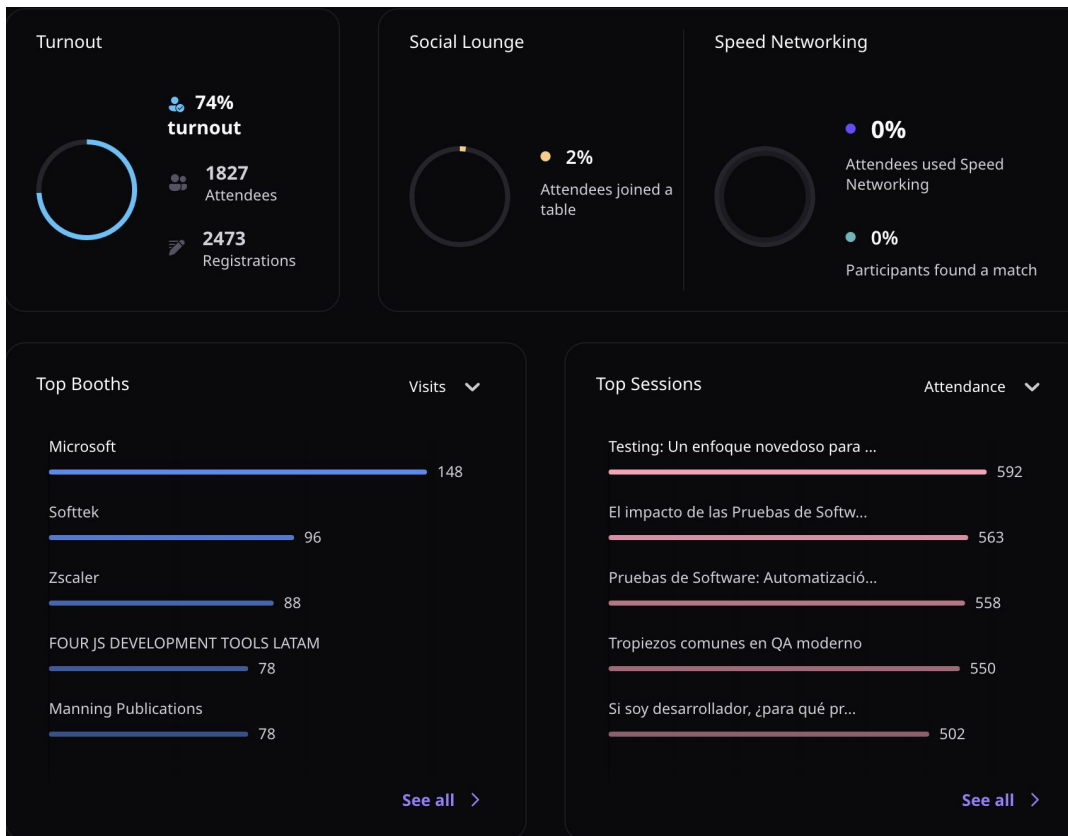 Turnout
74%
turnout
1827
Attendees
2473
Registrations
Social Lounge
2%
Attendees joined a
table
Speed Networking
0%
Attendees used Speed
Networking
0%
Participants found a match
Top Booths
Visits
Microsoft
148
Softtek
96
Zscaler
88
FOUR JS DEVELOPMENT TOOLS LATAM
78
Manning Publications
78
See all
Top Sessions
Attendance
Testing: Un enfoque novedoso para ...
592
El impacto de las Pruebas de Softw...
563
Pruebas de Software: Automatizació...
558
Tropiezos comunes en QA moderno
550
Si soy desarrollador, ¿para qué pr...
502
See all